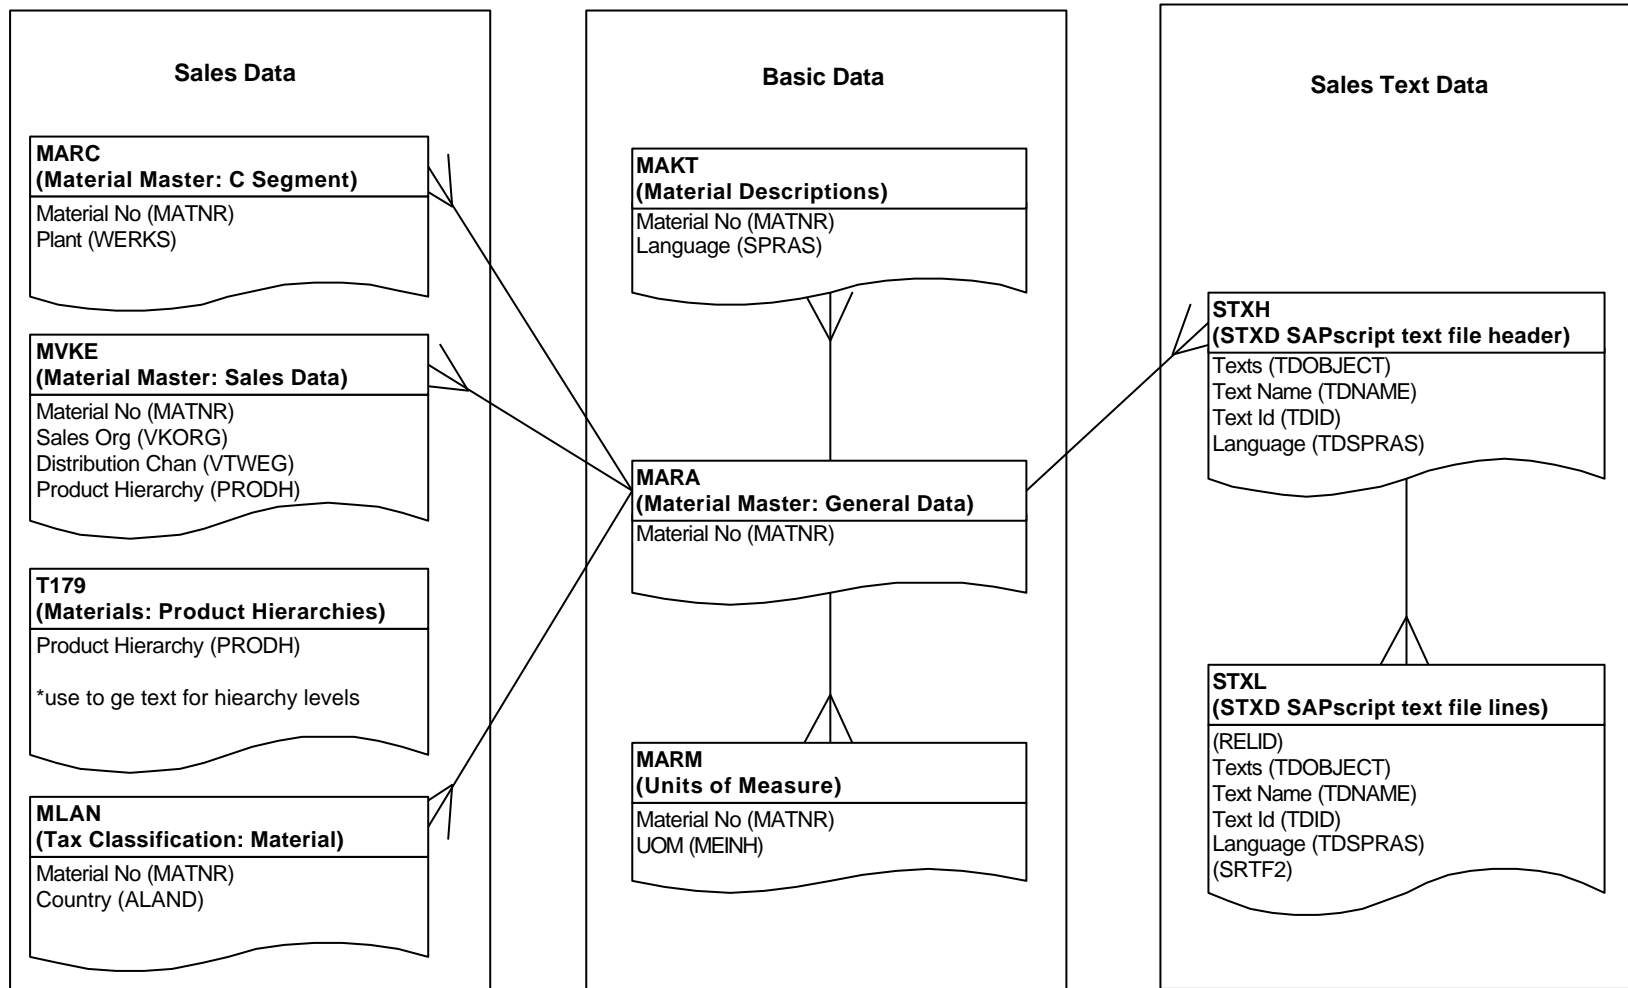 Sales Data
MARC
(Material Master: C Segment)
Material No (MATNR)
Plant (WERKS)
MVKE
(Material Master: Sales Data)
Material No (MATNR)
Sales Org (VKORG)
Distribution Chan (VTWEG)
Product Hierarchy (PRODH)
T179
(Materials: Product Hierarchies)
Product Hierarchy (PRODH)
*use to ge text for hiearchy levels
MLAN
(Tax Classification: Material)
Material No (MATNR)
Country (ALAND)
Basic Data
MAKT
(Material Descriptions)
Material No (MATNR)
Language (SPRAS)
MARA
(Material Master: General Data)
Material No (MATNR)
MARM
(Units of Measure)
Material No (MATNR)
UOM (MEINH)
Sales Text Data
STXH
(STXD SAPscript text file header)
Texts (TDOBJECT)
Text Name (TDNAME)
Text Id (TDID)
Language (TDSPRAS)
STXL
(STXD SAPscript text file lines)
(RELID)
Texts (TDOBJECT)
Text Name (TDNAME)
Text Id (TDID)
Language (TDSPRAS)
(SRTF2)